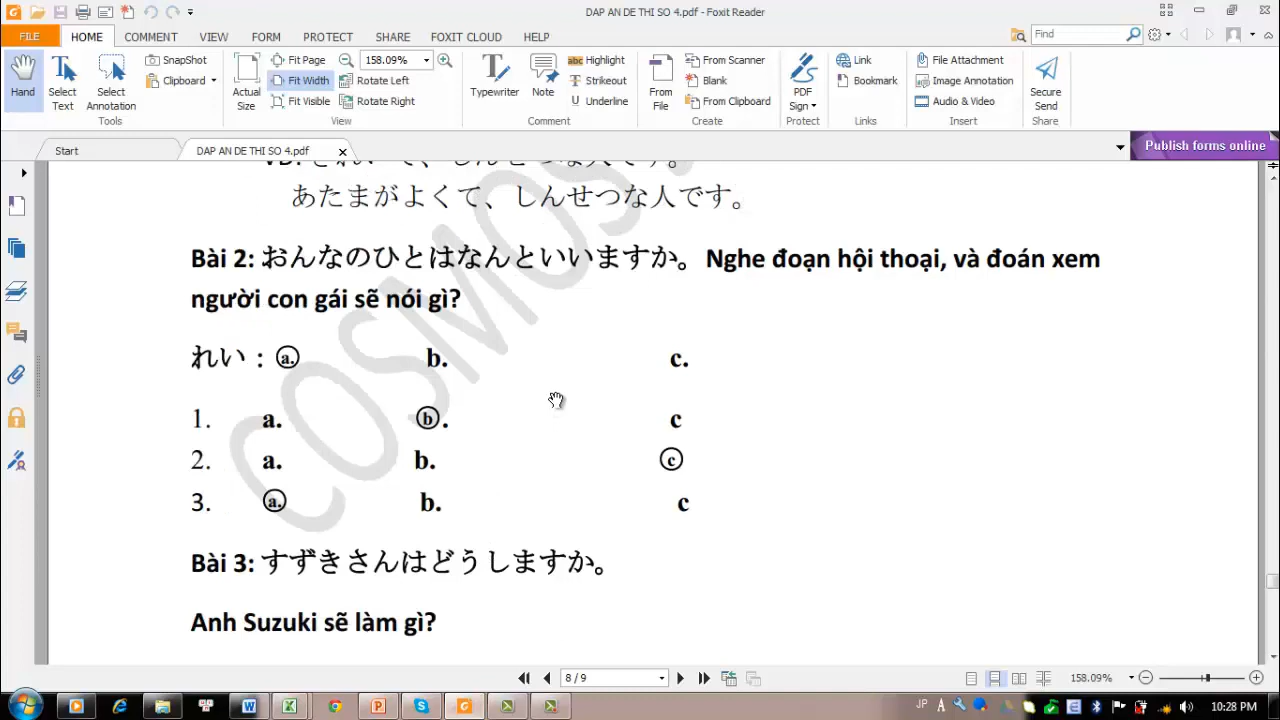 DAP AN DE THI SO 4.pdf - Foxit Reader
FILE HOME COMMENT VIEW FORM PROTECT SHARE FOXIT CLOUD HELP Find
Hand
Select Text
Select Annotation
SnapShot
Clipboard
Tools
Actual Size
Fit Page
Fit Width
Fit Visible
158.09%
Rotate Left
Rotate Right
View
Typewriter
Note
Highlight
Strikeout
Underline
Comment
From File
From Scanner
Blank
From Clipboard
Create
PDF Sign
Protect
Link
Bookmark
Links
File Attachment
Image Annotation
Audio & Video
Insert
Secure Send
Share
Start DAP AN DE THI SO 4.pdf Publish forms online
あたまがよくて、しんせつな人です。
Bài 2: おんなのひとはなんといいますか。Nghe đoạn hội thoại, và đoán xem
người con gái sẽ nói gì?
れい：a. b. c.
1. a. b. c
2. a. b. c
3. a. b. c
Bài 3: すずきさんはどうしますか。
Anh Suzuki sẽ làm gì?
COSMOS
8 / 9 158.09%
JP A 10:28 PM